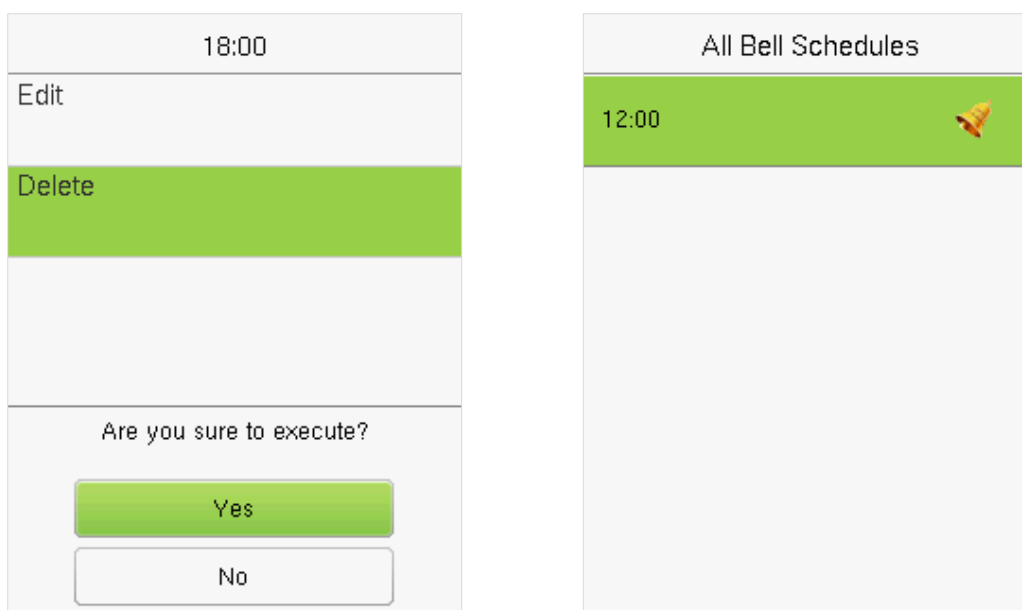 18:00
Edit
Delete
Are you sure to execute?
Yes
No
All Bell Schedules
12:00